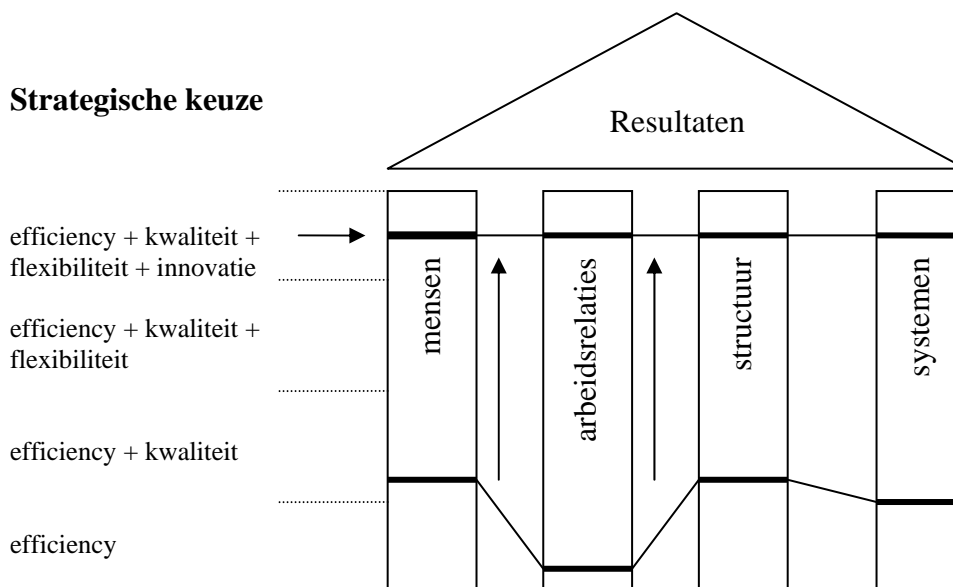 Strategische keuze
Resultaten
efficiency + kwaliteit +
flexibiliteit + innovatie
efficiency + kwaliteit +
flexibiliteit
efficiency + kwaliteit
efficiency
mensen
arbeidsrelaties
structuur
systemen